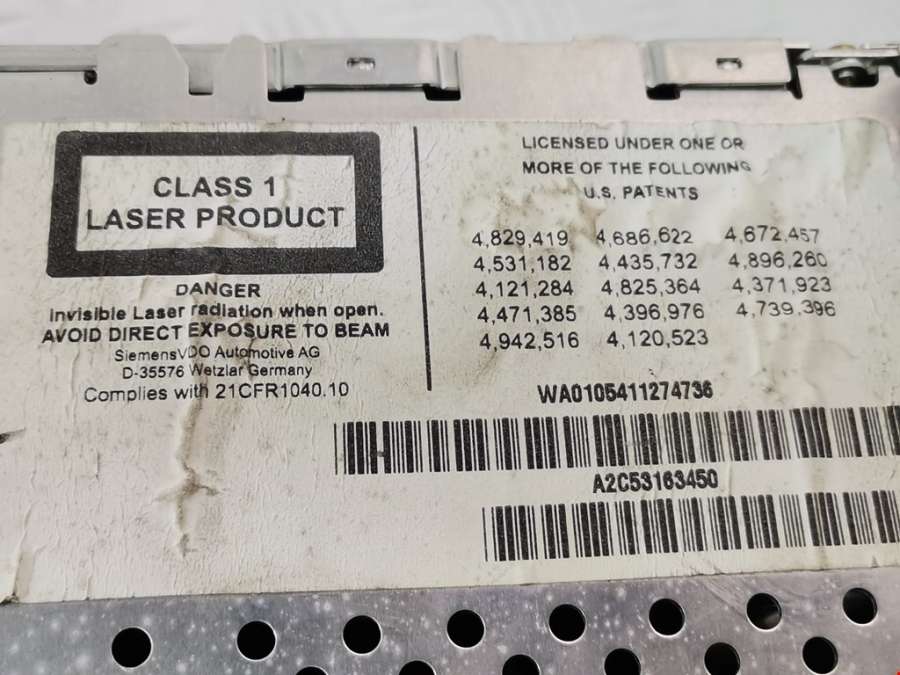 CLASS 1
LASER PRODUCT
DANGER
Invisible Laser radiation when open.
AVOID DIRECT EXPOSURE TO BEAM
SiemensVDO Automotive AG
D-35576 Wetzlar Germany
Complies with 21CFR1040.10
LICENSED UNDER ONE OR
MORE OF THE FOLLOWING
U.S. PATENTS
4,829,419 4,686,622 4,672,457
4,531,182 4,435,732 4,896,260
4,121,284 4,825,364 4,371,923
4,471,385 4,396,976 4,739,396
4,942,516 4,120,523
WA0105411274736
A2C53163450